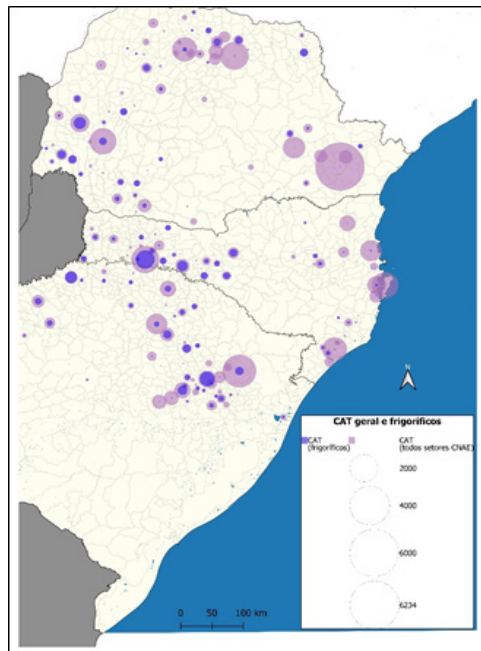 N
CAT geral e frigoríficos
CAT
(frigoríficos)
CAT
(todos setores CNAE)
2000
4000
6000
6234
0 50 100 km